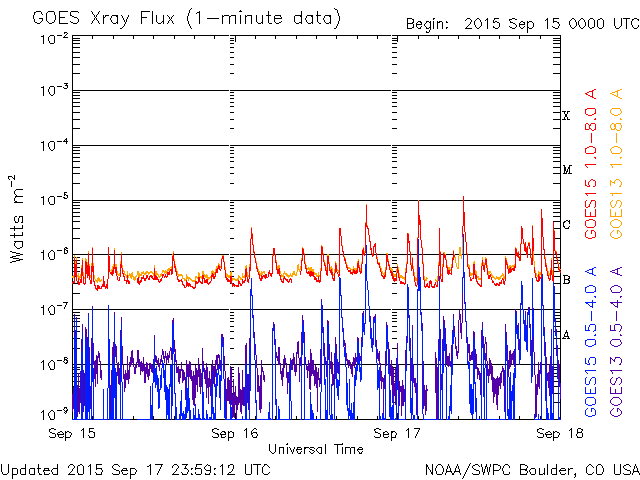 GOES Xray Flux (1-minute data)
Begin: 2015 Sep 15 0000 UTC
10-2
10-3
10-4
10-5
10-6
10-7
10-8
10-9
Watts m-2
X
M
C
B
A
GOES15 1.0-8.0 A
GOES13 1.0-8.0 A
GOES15 0.5-4.0 A
GOES13 0.5-4.0 A
Sep 15
Sep 16
Sep 17
Sep 18
Universal Time
Updated 2015 Sep 17 23:59:12 UTC
NOAA/SWPC Boulder, CO USA